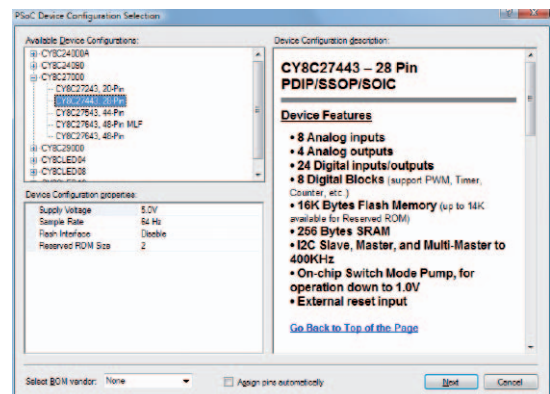 PSoC Device Configuration Selection
Available Device Configurations:
CY8C24000A
CY8C24090
CY8C27000
CY8C27243, 20-Pin
CY8C27443, 28-Pin
CY8C27543, 44-Pin
CY8C27643, 48-Pin MLF
CY8C27643, 48-Pin
CY8C29000
CY8CLED04
CY8CLED08
Device Configuration properties:
Supply Voltage 5.0V
Sample Rate 64 Hz
Flash Interface Disable
Reserved ROM Size 2
Device Configuration description:
CY8C27443 – 28 Pin
PDIP/SSOP/SOIC
Device Features
• 8 Analog inputs
• 4 Analog outputs
• 24 Digital inputs/outputs
• 8 Digital Blocks (support PWM, Timer,
Counter, etc.)
• 16K Bytes Flash Memory (up to 14K
available for Reserved ROM)
• 256 Bytes SRAM
• I2C Slave, Master, and Multi-Master to
400KHz
• On-chip Switch Mode Pump, for
operation down to 1.0V
• External reset input
Go Back to Top of the Page
Select BOM vendor: None
Assign pins automatically
Next
Cancel